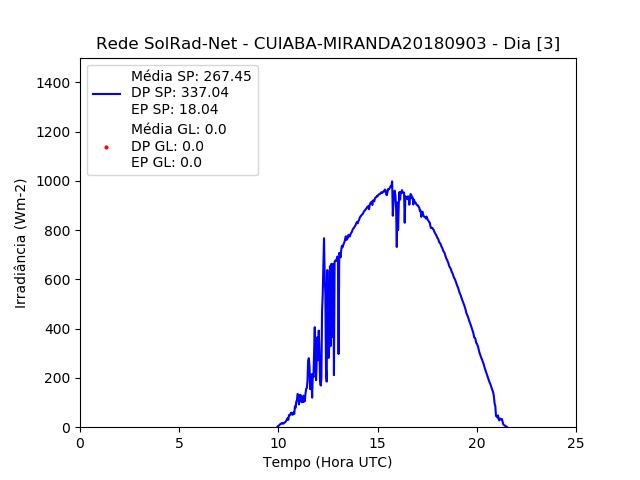 Rede SolRad-Net - CUIABA-MIRANDA20180903 - Dia [3]
Média SP: 267.45
DP SP: 337.04
EP SP: 18.04
Média GL: 0.0
DP GL: 0.0
EP GL: 0.0
1400
1200
1000
800
600
400
200
0
Irradiância (Wm-2)
0 5 10 15 20 25
Tempo (Hora UTC)